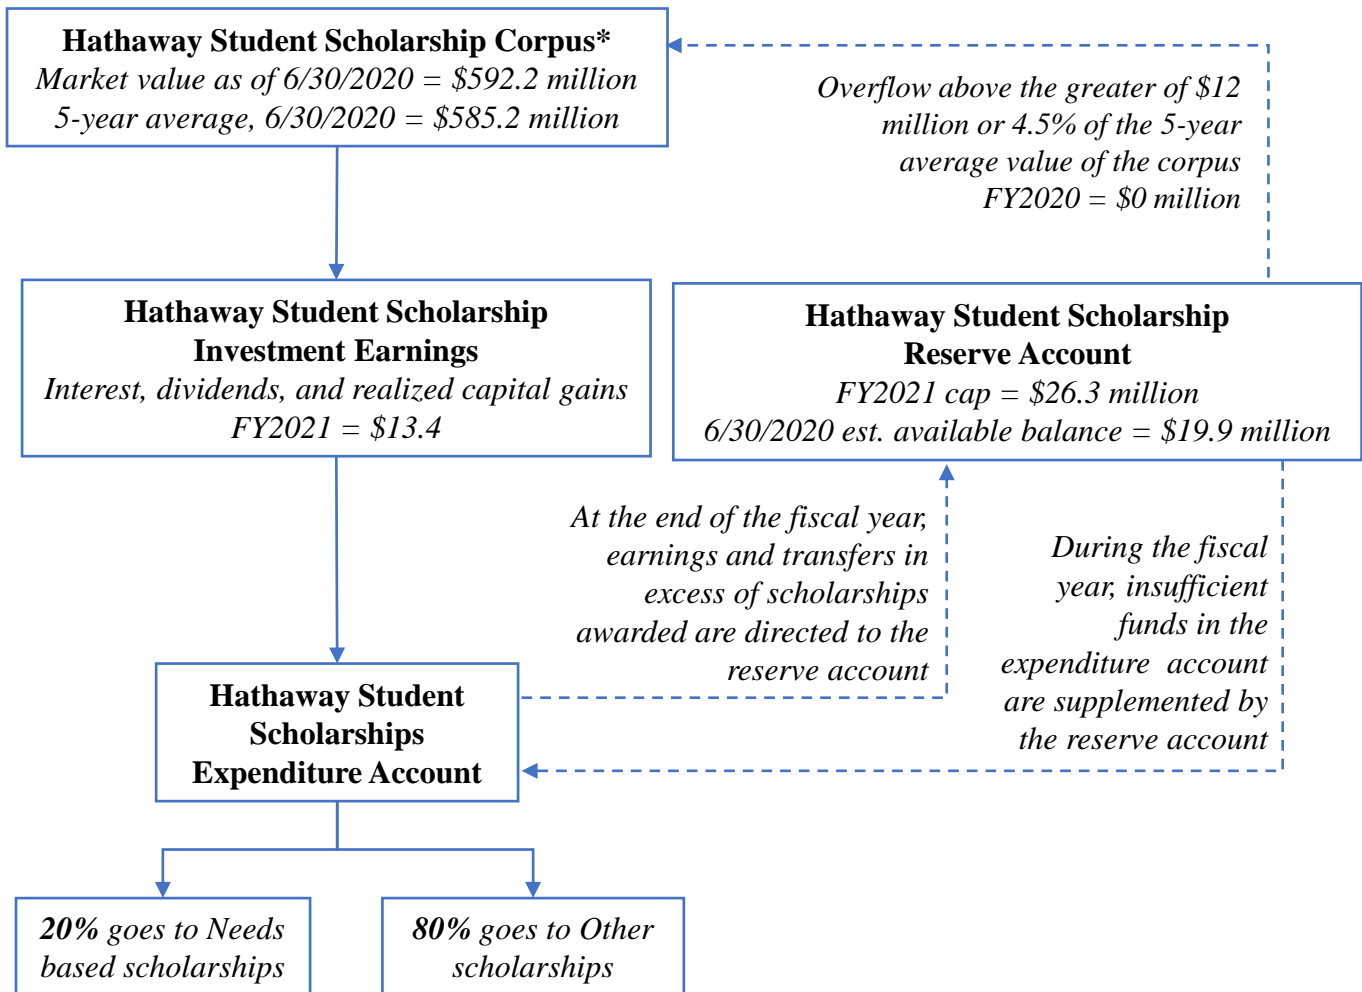 Hathaway Student Scholarship Corpus*
Market value as of 6/30/2020 = $592.2 million
5-year average, 6/30/2020 = $585.2 million
Overflow above the greater of $12
million or 4.5% of the 5-year
average value of the corpus
FY2020 = $0 million
Hathaway Student Scholarship
Investment Earnings
Interest, dividends, and realized capital gains
FY2021 = $13.4
Hathaway Student Scholarship
Reserve Account
FY2021 cap = $26.3 million
6/30/2020 est. available balance = $19.9 million
At the end of the fiscal year,
earnings and transfers in
excess of scholarships
awarded are directed to the
reserve account
During the fiscal
year, insufficient
funds in the
expenditure account
are supplemented by
the reserve account
Hathaway Student
Scholarships
Expenditure Account
20% goes to Needs
based scholarships
80% goes to Other
scholarships